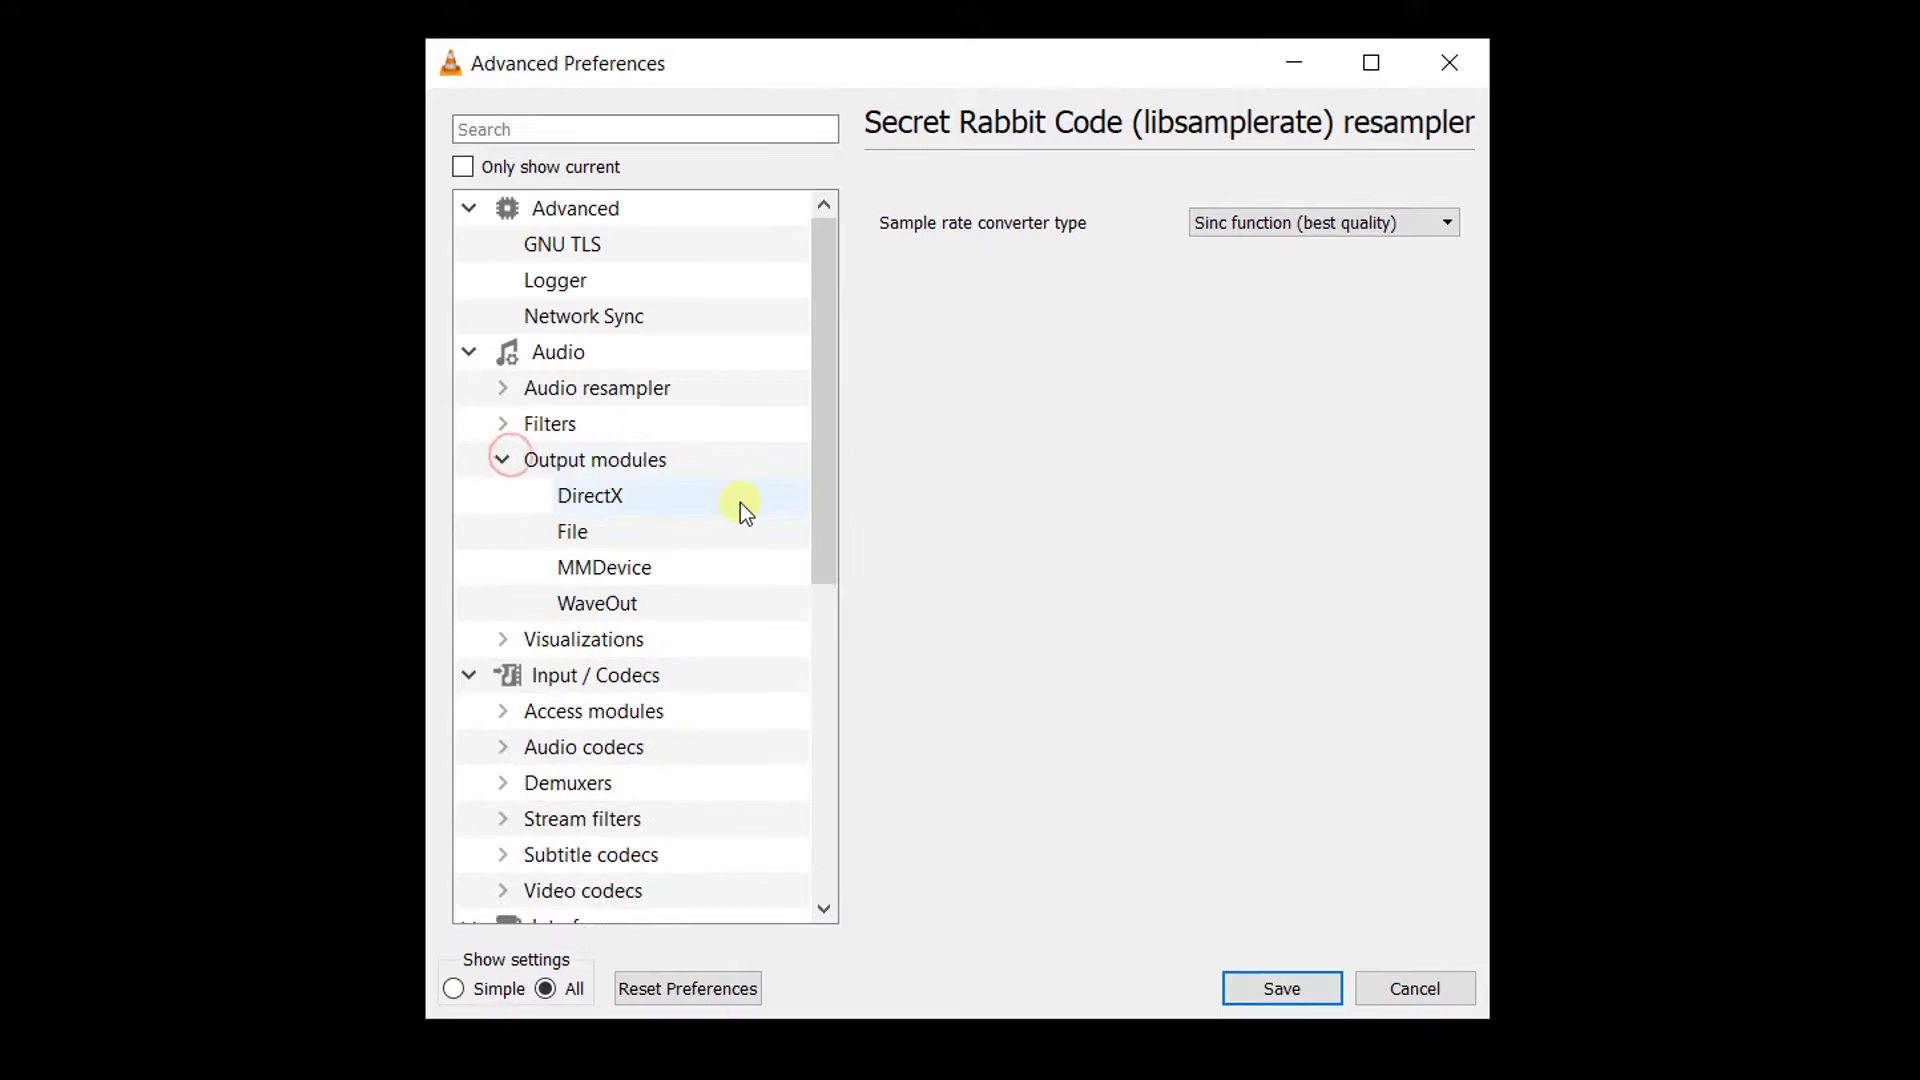 Advanced Preferences
Search
Only show current
Advanced
GNU TLS
Logger
Network Sync
Audio
Audio resampler
Filters
Output modules
DirectX
File
MMDevice
WaveOut
Visualizations
Input / Codecs
Access modules
Audio codecs
Demuxers
Stream filters
Subtitle codecs
Video codecs
Secret Rabbit Code (libsamplerate) resampler
Sample rate converter type Sinc function (best quality)
Show settings
Simple All
Reset Preferences
Save Cancel